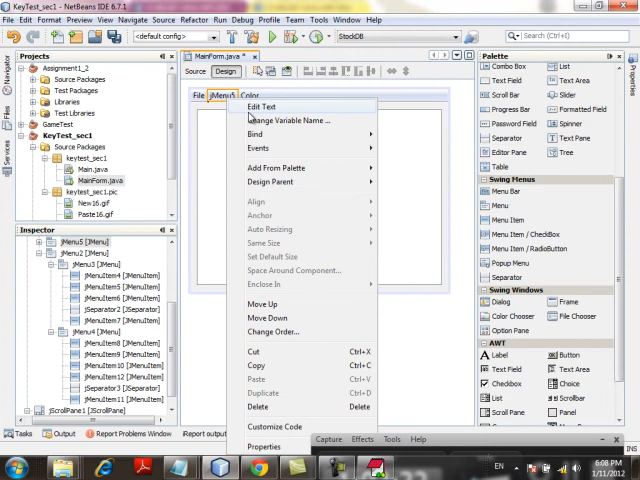 KeyTest_sec1 - NetBeans IDE 6.7.1
File Edit Format Preview View Navigate Source Refactor Run Debug Profile Team Tools Window Help
<default config>
StockDB
Search (Ctrl+I)
Projects
Assignment1_2
Source Packages
Test Packages
Libraries
Test Libraries
GameTest
KeyTest_sec1
Source Packages
keytest_sec1
Main.java
MainForm.java
keytest_sec1.pic
New16.gif
Paste16.gif
Navigator
Files
Services
Inspector
jMenu5 [JMenu]
jMenu2 [JMenu]
jMenu3 [JMenu]
jMenuItem4 [JMenuItem]
jMenuItem5 [JMenuItem]
jMenuItem6 [JMenuItem]
jSeparator2 [JSeparator]
jMenuItem7 [JMenuItem]
jMenu4 [JMenu]
jMenuItem8 [JMenuItem]
jMenuItem9 [JMenuItem]
jMenuItem10 [JMenuItem]
jMenuItem11 [JMenuItem]
jMenuItem12 [JMenuItem]
jSeparator3 [JSeparator]
jMenuItem13 [JMenuItem]
jScrollPane1 [JScrollPane]
MainForm.java *
Source Design
File jMenu5 Color
Edit Text
Change Variable Name ...
Bind
Events
Add From Palette
Design Parent
Align
Anchor
Auto Resizing
Same Size
Set Default Size
Space Around Component...
Enclose In
Move Up
Move Down
Change Order...
Cut Ctrl+X
Copy Ctrl+C
Paste Ctrl+V
Duplicate Ctrl+D
Delete Delete
Customize Code
Properties
Palette
Combo Box List
Text Field Text Area
Scroll Bar Slider
Progress Bar Formatted Field
Password Field Spinner
Separator Text Pane
Editor Pane Tree
Table
Swing Menus
Menu Bar
Menu
Menu Item
Menu Item / CheckBox
Menu Item / RadioButton
Popup Menu
Separator
Swing Windows
Dialog Frame
Color Chooser File Chooser
Option Pane
AWT
Label Button
Text Field Text Area
Checkbox Choice
List Scrollbar
Scroll Pane Panel
Properties
Tasks Output Report Problems Window iReport output
INS
Capture Effects Tools Help
EN
6:08 PM
1/11/2012